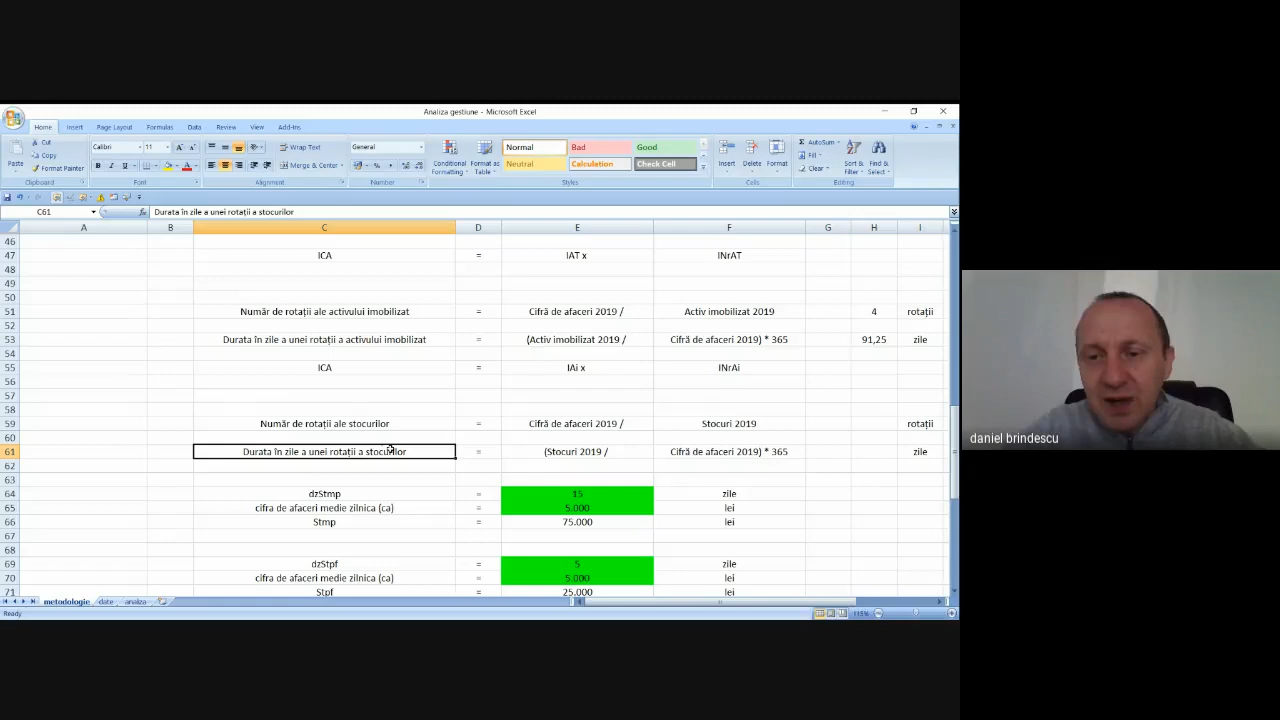 Analiza gestiune - Microsoft Excel
Home Insert Page Layout Formulas Data Review View Add-Ins
Paste Cut Copy Format Painter Clipboard
Calibri 11 Font
Wrap Text Merge & Center Alignment
General Number
Conditional Formatting Format as Table
Normal Bad Good
Neutral Calculation Check Cell
Styles
Insert Delete Format Cells
AutoSum Fill Clear Sort & Filter Find & Select Editing
C61 fx Durata în zile a unei rotații a stocurilor
A B C D E F G H I
46
47 ICA = IAT x INrAT
48
49
50
51 Număr de rotații ale activului imobilizat = Cifră de afaceri 2019 / Activ imobilizat 2019 4 rotații
52
53 Durata în zile a unei rotații a activului imobilizat = (Activ imobilizat 2019 / Cifră de afaceri 2019) * 365 91,25 zile
54
55 ICA = IAi x INrAi
56
57
58
59 Număr de rotații ale stocurilor = Cifră de afaceri 2019 / Stocuri 2019 rotații
60
61 Durata în zile a unei rotații a stocurilor = (Stocuri 2019 / Cifră de afaceri 2019) * 365 zile
62
63
64 dzStmp = 15 zile
65 cifra de afaceri medie zilnica (ca) = 5.000 lei
66 Stmp = 75.000 lei
67
68
69 dzStpf = 5 zile
70 cifra de afaceri medie zilnica (ca) = 5.000 lei
71 Stpf = 25.000 lei
metodologie date analiza
Ready 115%
daniel brindescu